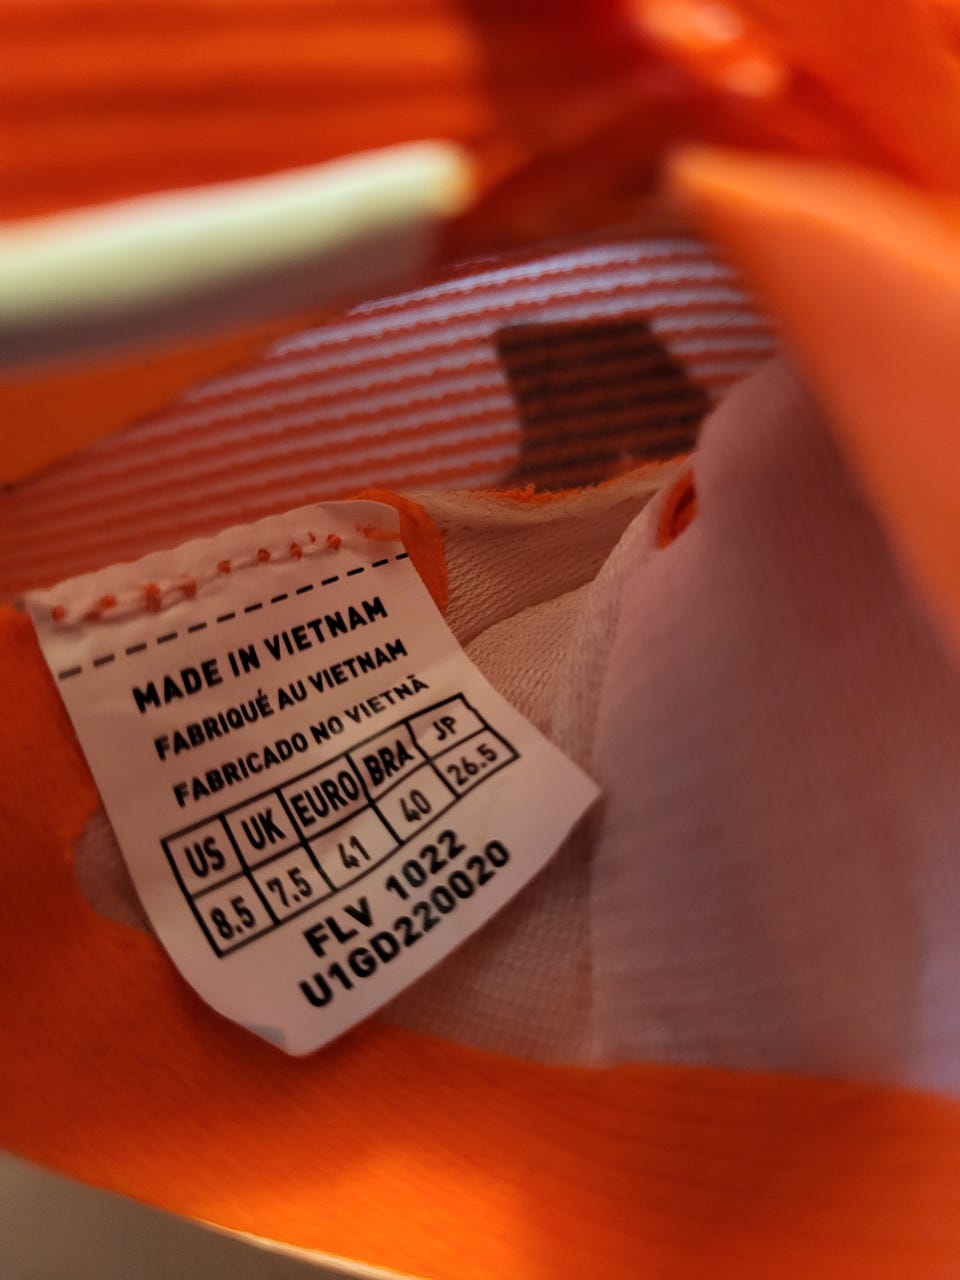 MADE IN VIETNAM
FABRIQUÉ AU VIETNAM
FABRICADO NO VIETNÃ
US UK EURO BRA JP
8.5 7.5 41 40 26.5
FLV 1022
U1GD220020